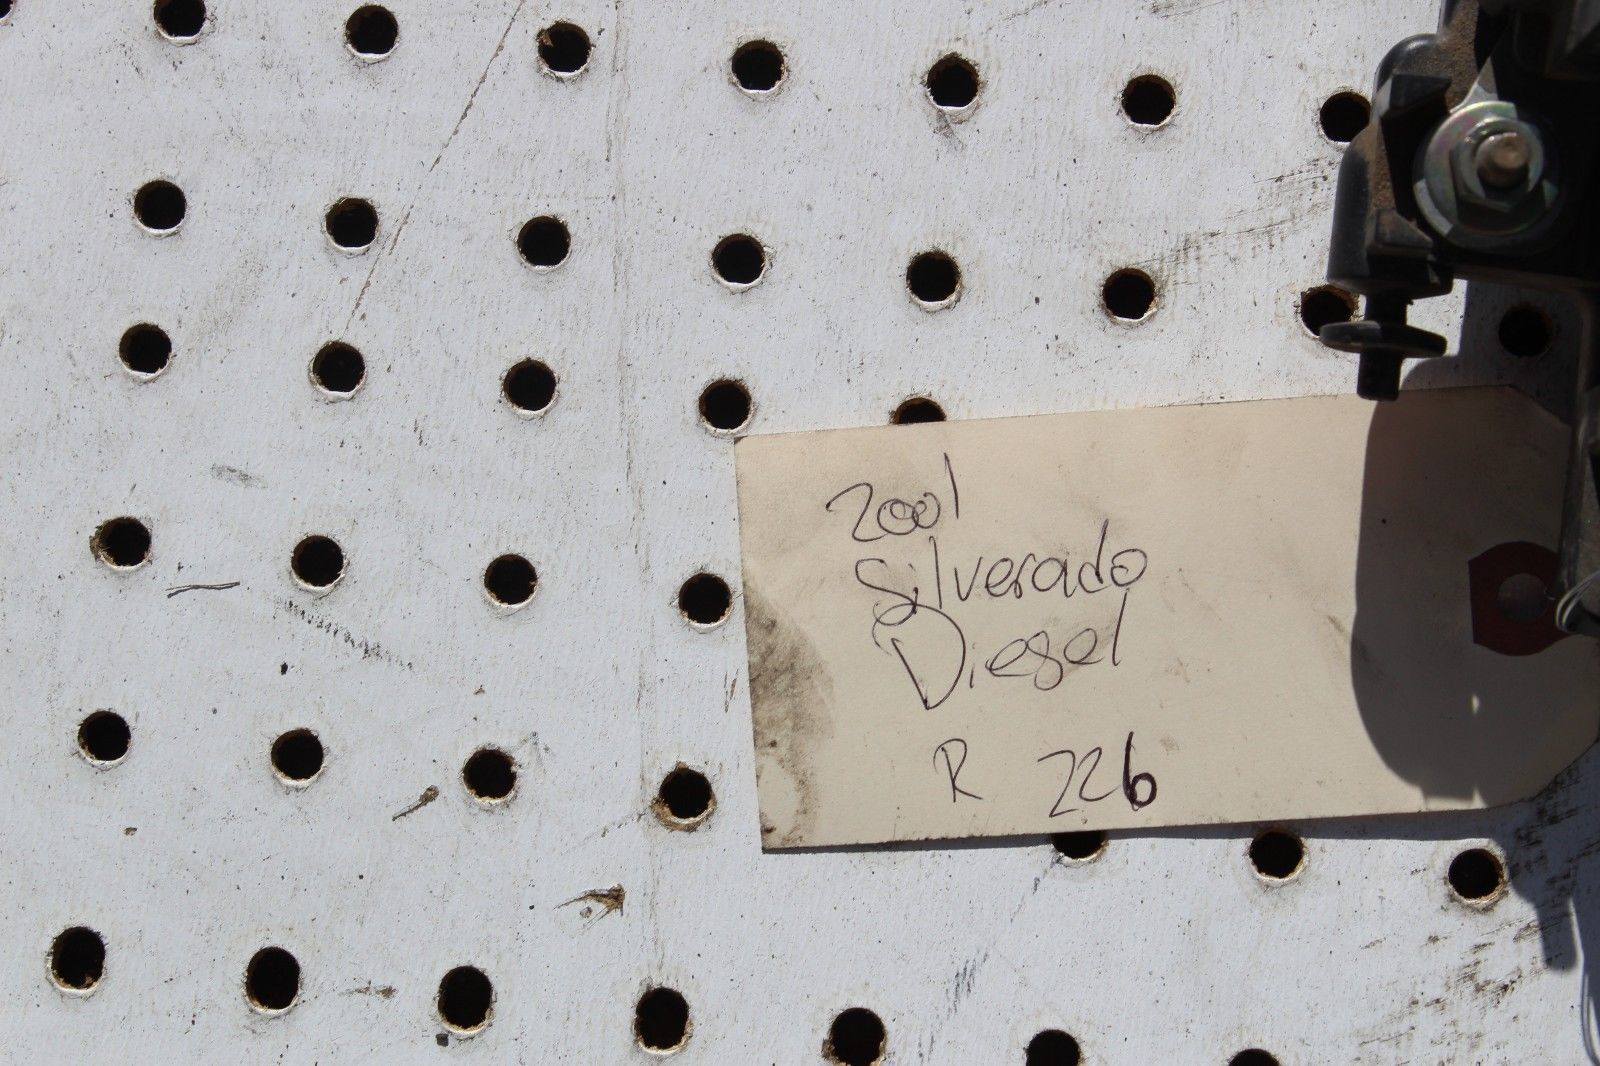 2001
Silverado
Diesel
R 226